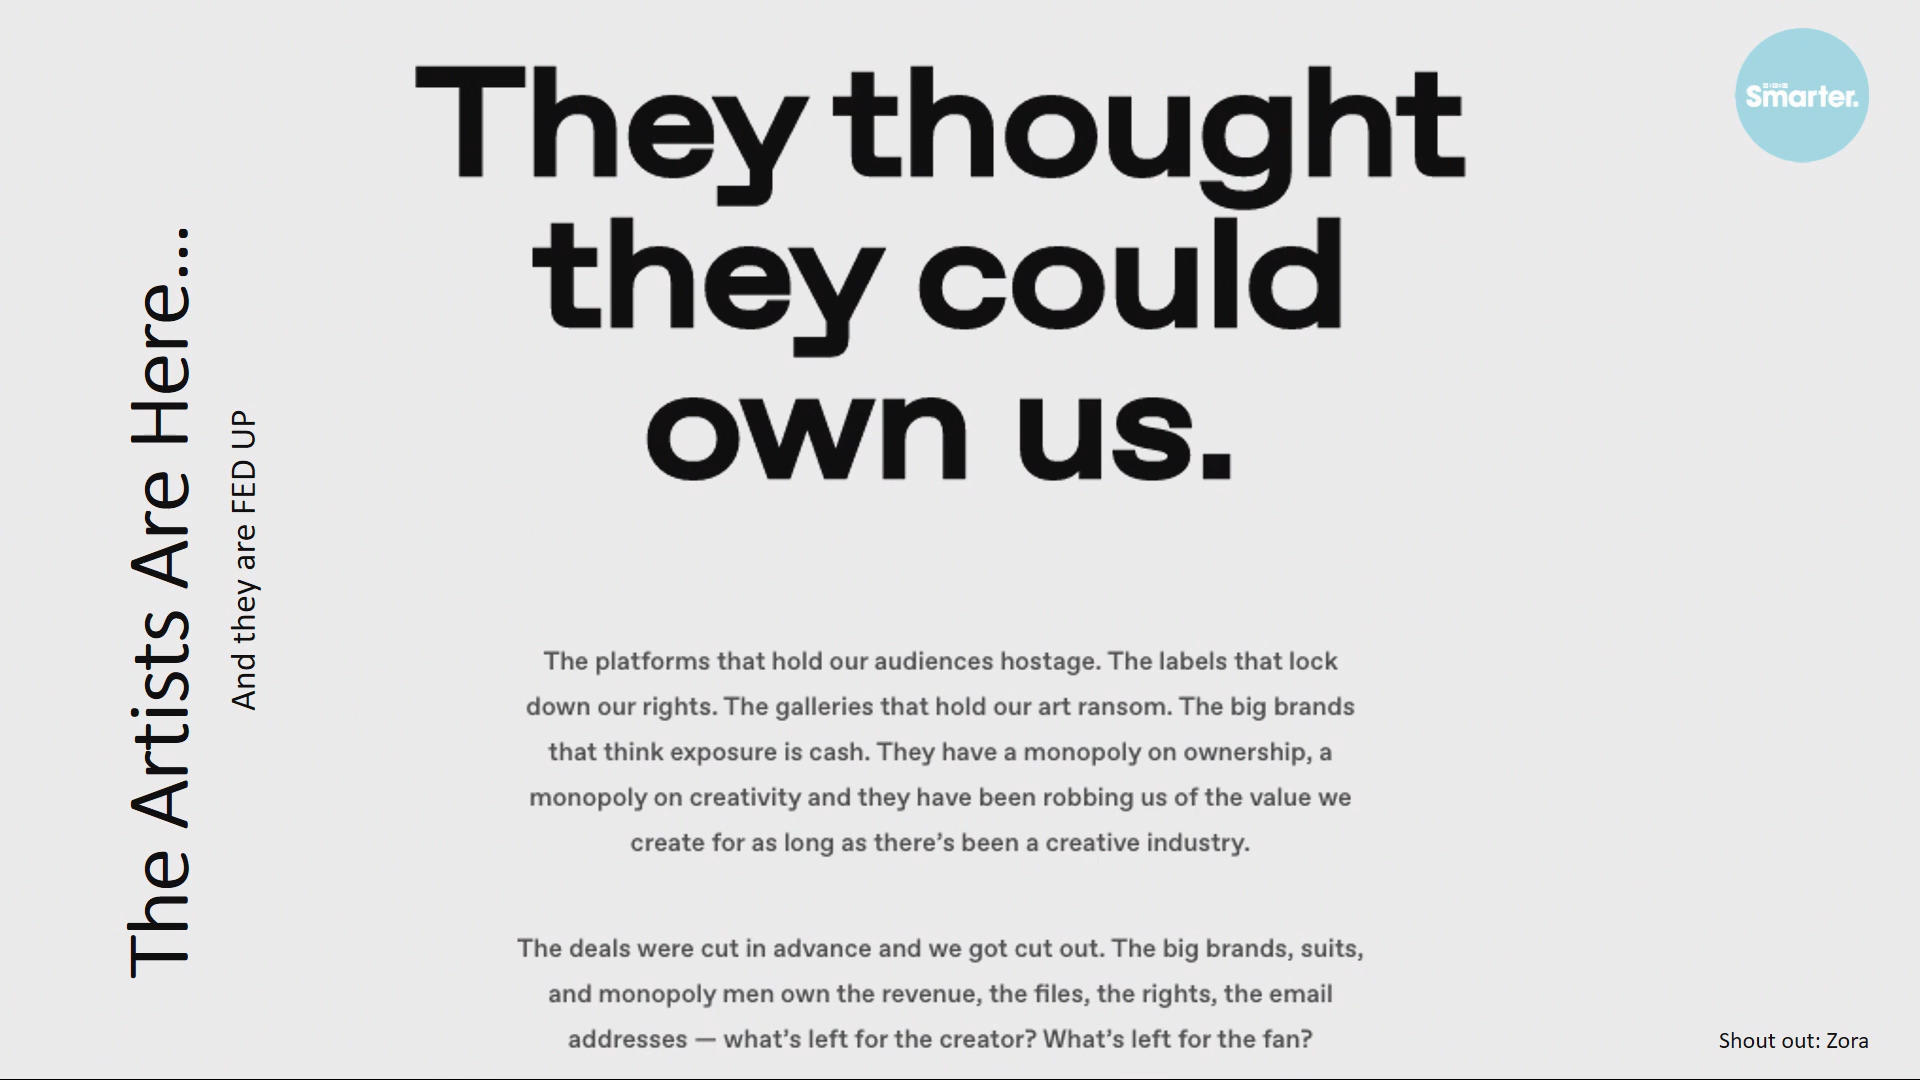 The Artists Are Here...
And they are FED UP
They thought
they could
own us.
The platforms that hold our audiences hostage. The labels that lock
down our rights. The galleries that hold our art ransom. The big brands
that think exposure is cash. They have a monopoly on ownership, a
monopoly on creativity and they have been robbing us of the value we
create for as long as there’s been a creative industry.
The deals were cut in advance and we got cut out. The big brands, suits,
and monopoly men own the revenue, the files, the rights, the email
addresses — what’s left for the creator? What’s left for the fan?
Smarter.
Shout out: Zora